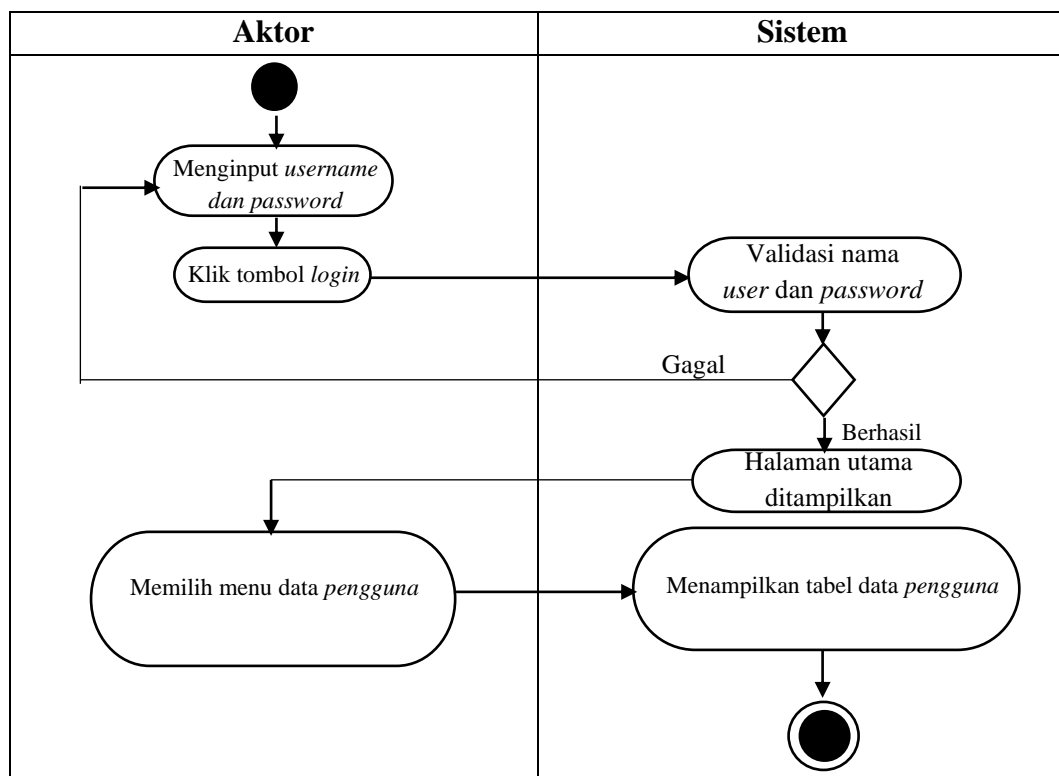 Aktor
Sistem
Menginput username
dan password
Klik tombol login
Validasi nama
user dan password
Gagal
Berhasil
Halaman utama
ditampilkan
Memilih menu data pengguna
Menampilkan tabel data pengguna